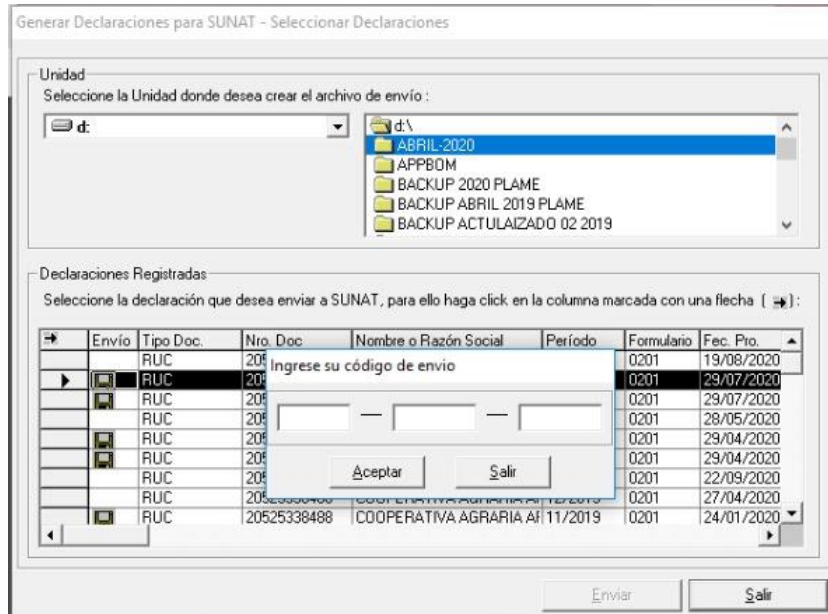 Generar Declaraciones para SUNAT - Seleccionar Declaraciones
Unidad
Seleccione la Unidad donde desea crear el archivo de envío :
d:
d:\
ABRIL-2020
APPBOM
BACKUP 2020 PLAME
BACKUP ABRIL 2019 PLAME
BACKUP ACTULAIZADO 02 2019
Declaraciones Registradas
Seleccione la declaración que desea enviar a SUNAT, para ello haga click en la columna marcada con una flecha ( ):
Envío Tipo Doc. Nro. Doc Nombre o Razón Social Período Formulario Fec. Pro.
RUC 0201 19/08/2020
RUC 0201 29/07/2020
RUC 0201 29/07/2020
RUC 0201 28/05/2020
RUC 0201 29/04/2020
RUC 0201 29/04/2020
RUC 0201 22/09/2020
RUC 0201 27/04/2020
RUC 20525338488 COOPERATIVA AGRARIA AF 11/2019 0201 24/01/2020
Ingrese su código de envio
— —
Aceptar Salir
Enviar Salir